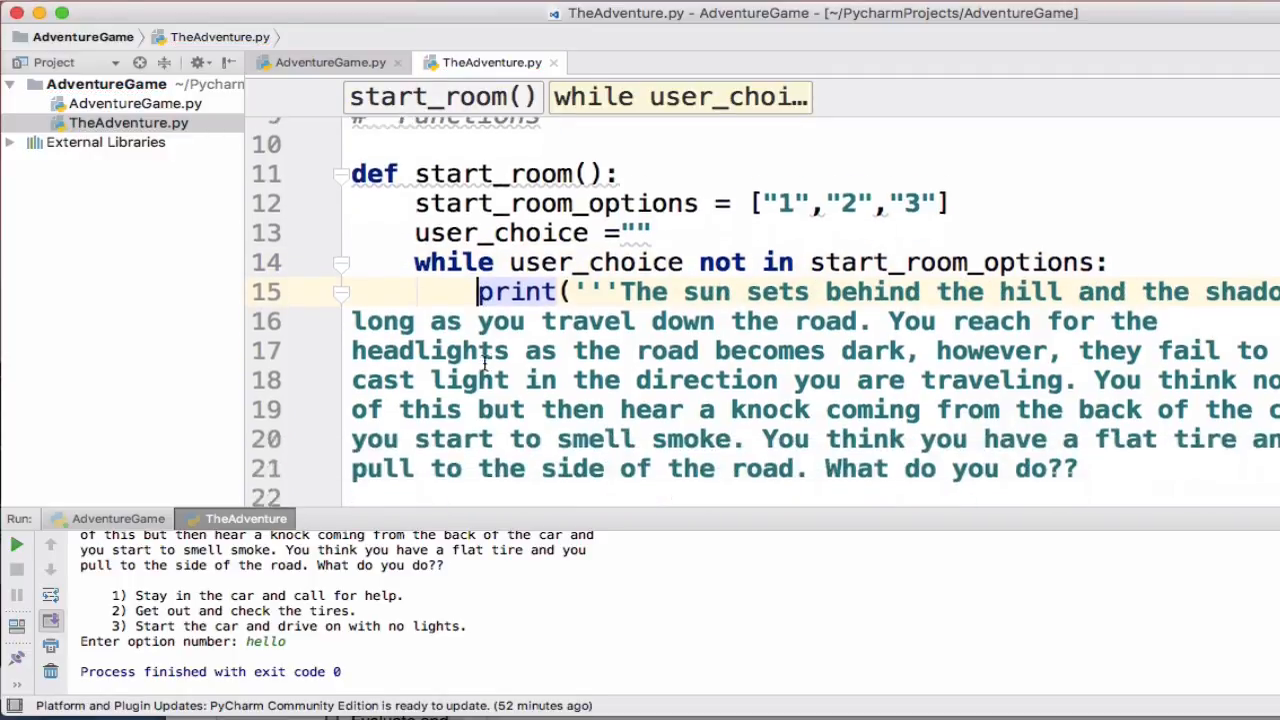 TheAdventure.py - AdventureGame - [~/PycharmProjects/AdventureGame]
AdventureGame
TheAdventure.py
Project
AdventureGame.py
TheAdventure.py
AdventureGame ~/Pycharm
AdventureGame.py
TheAdventure.py
External Libraries
start_room()
while user_choi…
9 # Functions
10
11 def start_room():
12 start_room_options = ["1","2","3"]
13 user_choice =""
14 while user_choice not in start_room_options:
15 print('''The sun sets behind the hill and the shado
16 long as you travel down the road. You reach for the
17 headlights as the road becomes dark, however, they fail to
18 cast light in the direction you are traveling. You think no
19 of this but then hear a knock coming from the back of the c
20 you start to smell smoke. You think you have a flat tire an
21 pull to the side of the road. What do you do??
22
Run: AdventureGame TheAdventure
of this but then hear a knock coming from the back of the car and
you start to smell smoke. You think you have a flat tire and you
pull to the side of the road. What do you do??
1) Stay in the car and call for help.
2) Get out and check the tires.
3) Start the car and drive on with no lights.
Enter option number: hello
Process finished with exit code 0
Platform and Plugin Updates: PyCharm Community Edition is ready to update. (52 minutes ago)